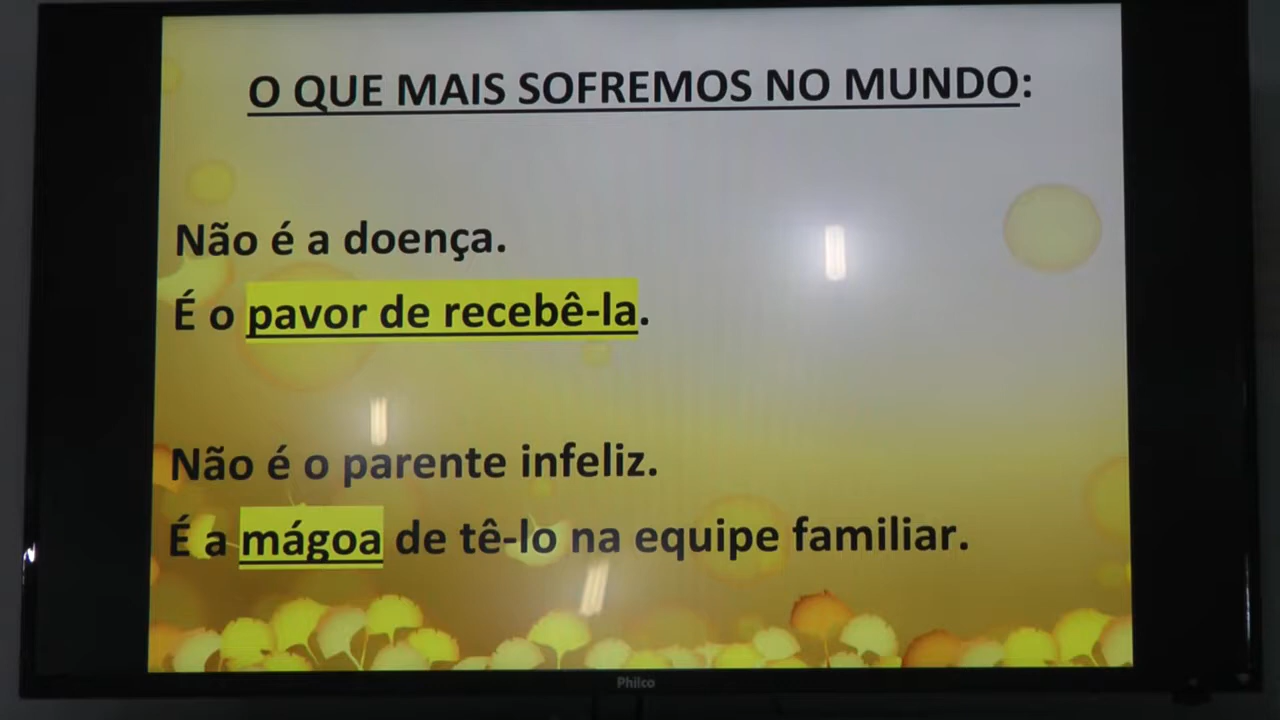 O QUE MAIS SOFREMOS NO MUNDO:
Não é a doença.
É o pavor de recebê-la.
Não é o parente infeliz.
É a mágoa de tê-lo na equipe familiar.
Philco